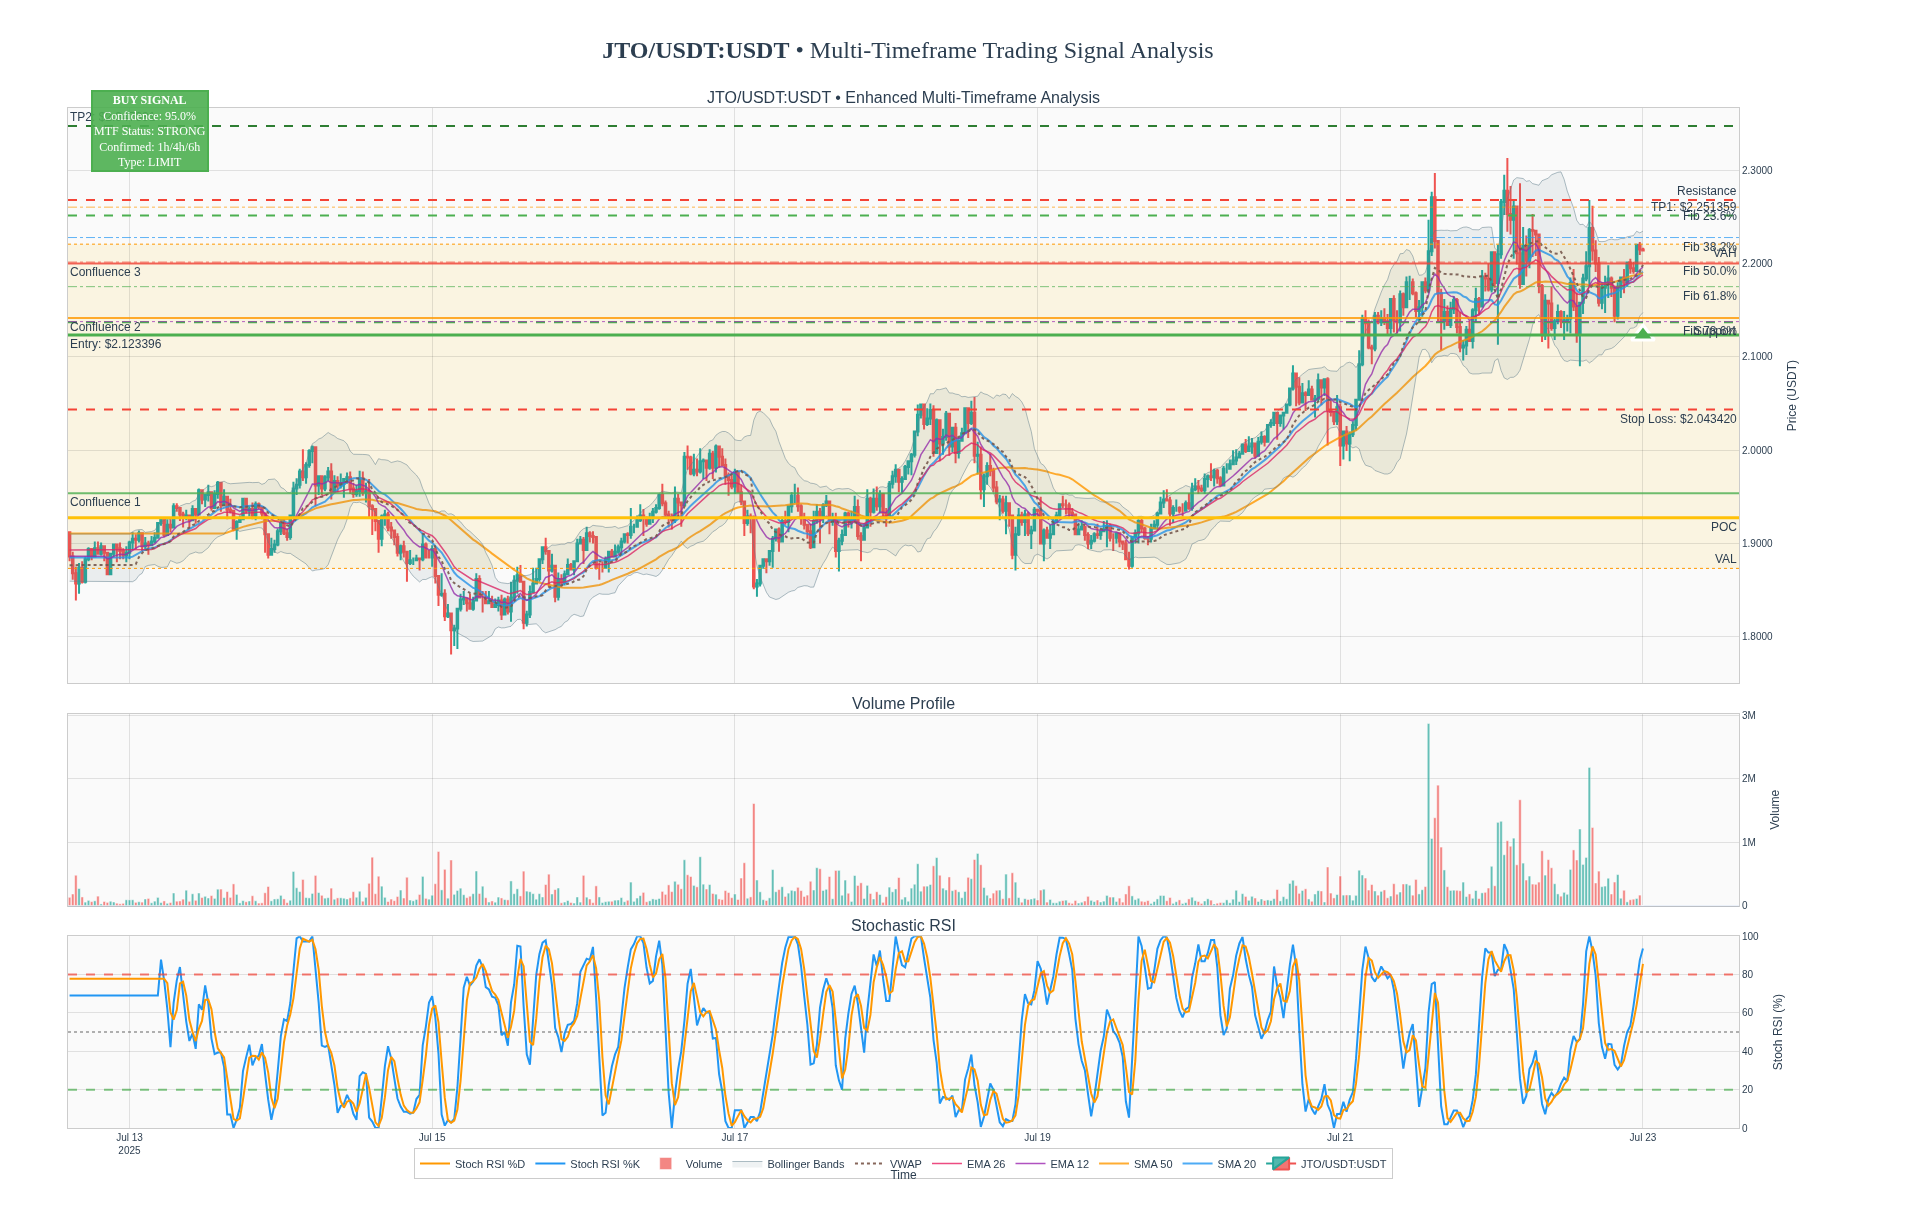 JTO/USDT:USDT • Multi-Timeframe Trading Signal Analysis
JTO/USDT:USDT • Enhanced Multi-Timeframe Analysis
TP2
BUY SIGNAL
Confidence: 95.0%
MTF Status: STRONG
Confirmed: 1h/4h/6h
Type: LIMIT
Resistance
TP1: $2.251359
Fib 23.6%
Fib 38.2%
VAH
Fib 50.0%
Fib 61.8%
Fib 78.6%
Support
Confluence 3
Confluence 2
Entry: $2.123396
Stop Loss: $2.043420
Confluence 1
POC
VAL
2.3000
2.2000
2.1000
2.0000
1.9000
1.8000
Price (USDT)
Volume Profile
3M
2M
1M
0
Volume
Stochastic RSI
100
80
60
40
20
0
Stoch RSI (%)
Jul 13
2025
Jul 15
Jul 17
Jul 19
Jul 21
Jul 23
Stoch RSI %D
Stoch RSI %K
Volume
Bollinger Bands
VWAP
EMA 26
EMA 12
SMA 50
SMA 20
JTO/USDT:USDT
Time